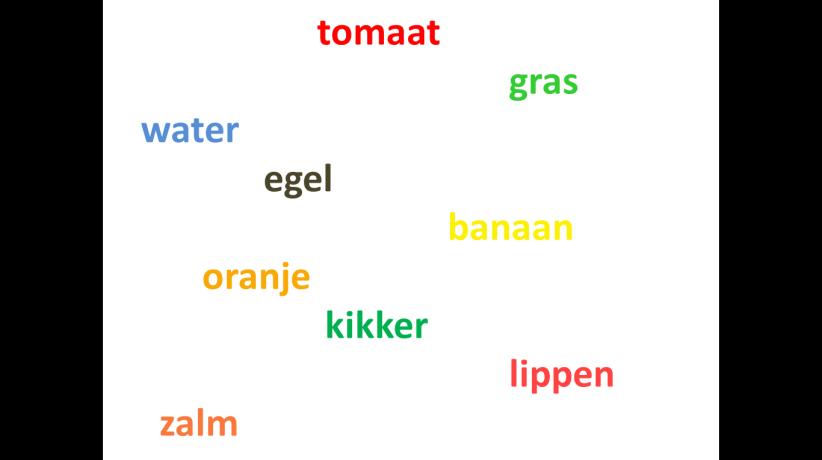 tomaat
gras
water
egel
banaan
oranje
kikker
lippen
zalm